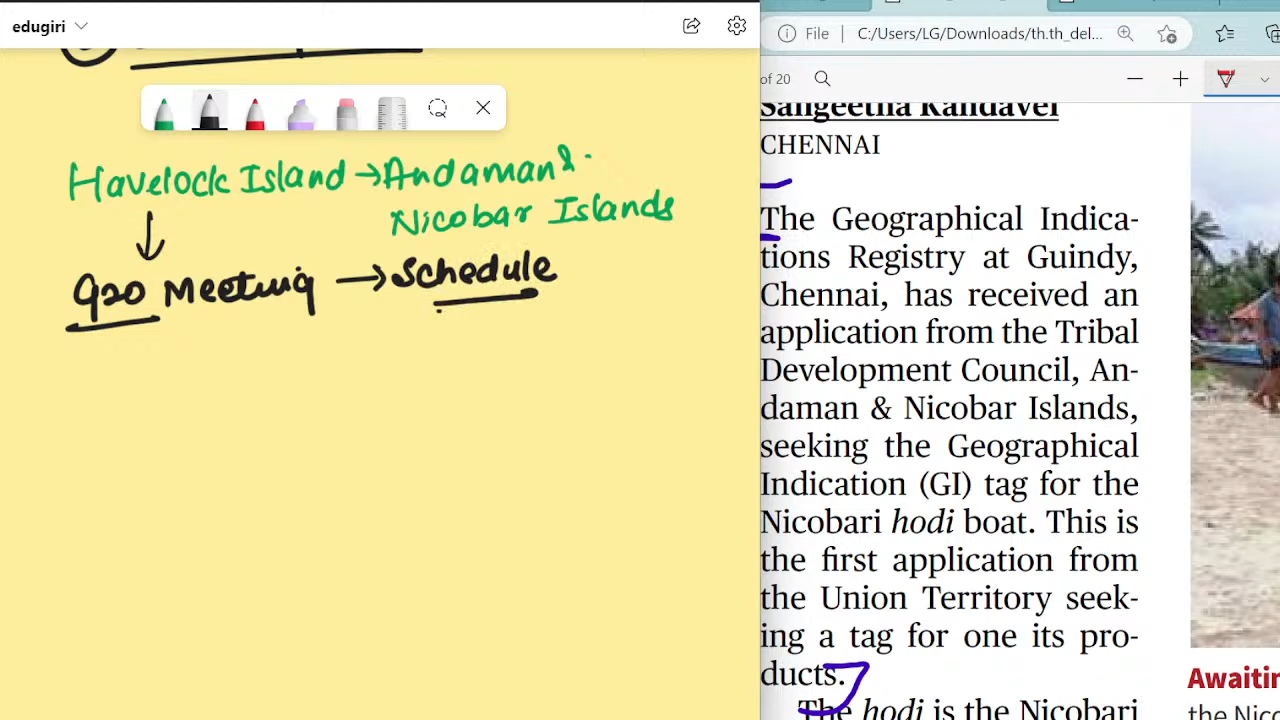 edugiri
Havelock Island → Andaman &
Nicobar Islands
G20 Meeting → Schedule
File
C:/Users/LG/Downloads/th.th_del...
of 20
Sangeetha Kandavel
CHENNAI
The Geographical Indica-
tions Registry at Guindy,
Chennai, has received an
application from the Tribal
Development Council, An-
daman & Nicobar Islands,
seeking the Geographical
Indication (GI) tag for the
Nicobari hodi boat. This is
the first application from
the Union Territory seek-
ing a tag for one its pro-
ducts.
The hodi is the Nicobari
Awaitin
the Nico